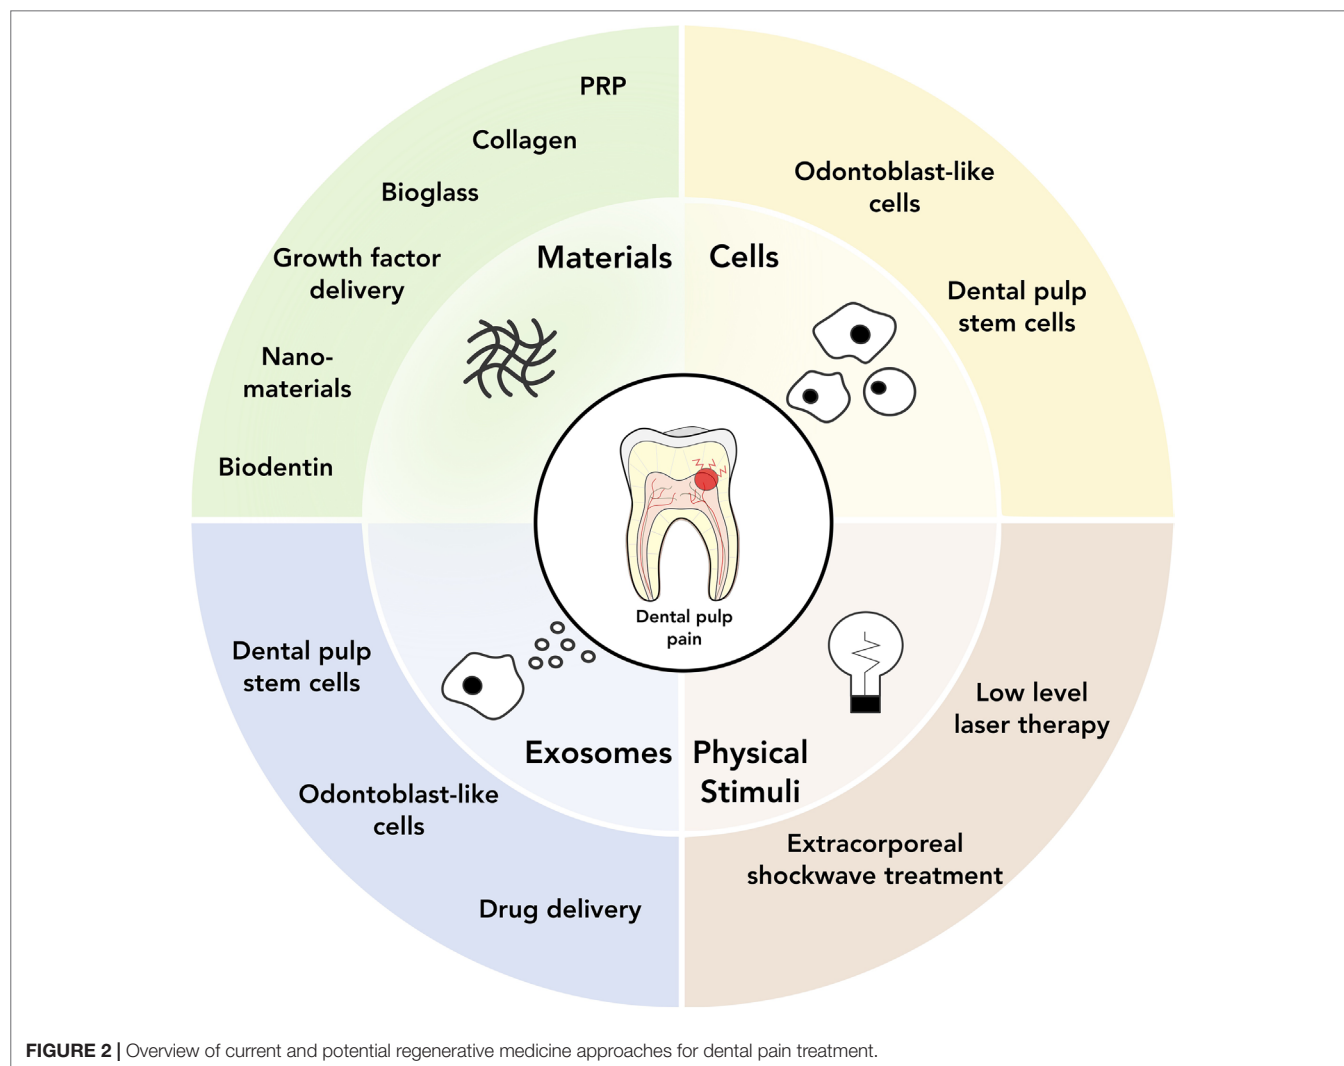 PRP
Collagen
Bioglass
Growth factor
delivery
Nano-
materials
Biodentin
Materials
Cells
Odontoblast-like
cells
Dental pulp
stem cells
Dental pulp
pain
Dental pulp
stem cells
Odontoblast-like
cells
Drug delivery
Exosomes
Physical
Stimuli
Low level
laser therapy
Extracorporeal
shockwave treatment
FIGURE 2 | Overview of current and potential regenerative medicine approaches for dental pain treatment.